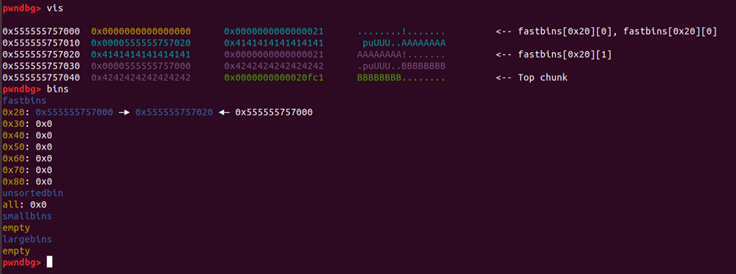 pwndbg> vis
0x555555757000 0x0000000000000000 0x0000000000000021 ........!....... <-- fastbins[0x20][0], fastbins[0x20][0]
0x555555757010 0x0000555555757020 0x4141414141414141 puUUU..AAAAAAAA
0x555555757020 0x4141414141414141 0x0000000000000021 AAAAAAAA!....... <-- fastbins[0x20][1]
0x555555757030 0x0000555555757000 0x4242424242424242 .puUUU..BBBBBBBB
0x555555757040 0x4242424242424242 0x0000000000020fc1 BBBBBBBB........ <-- Top chunk
pwndbg> bins
fastbins
0x20: 0x555555757000 —▸ 0x555555757020 ◂— 0x555555757000
0x30: 0x0
0x40: 0x0
0x50: 0x0
0x60: 0x0
0x70: 0x0
0x80: 0x0
unsortedbin
all: 0x0
smallbins
empty
largebins
empty
pwndbg>